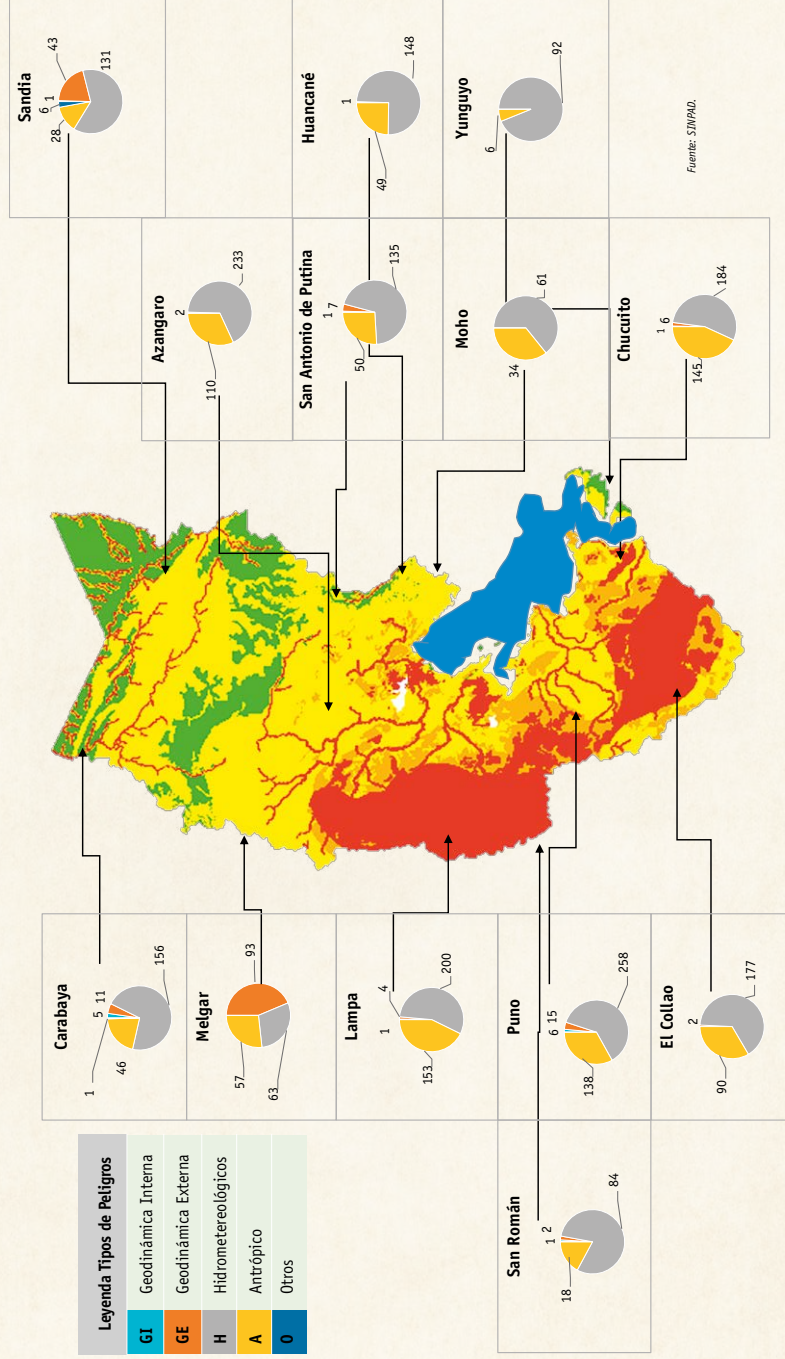 Leyenda Tipos de Peligros
GI Geodinámica Interna
GE Geodinámica Externa
H Hidrometereológicos
A Antrópico
O Otros
Carabaya
1
5
11
46
156
Melgar
57
93
63
Lampa
1
4
153
200
San Román
1
2
18
84
Puno
6
15
138
258
El Collao
2
90
177
Sandia
28
6
1
43
131
Azangaro
2
110
233
San Antonio de Putina
1
7
50
135
Huancané
1
49
148
Moho
34
61
Yunguyo
6
92
Chucuito
1
6
145
184
Fuente: SINPAD.